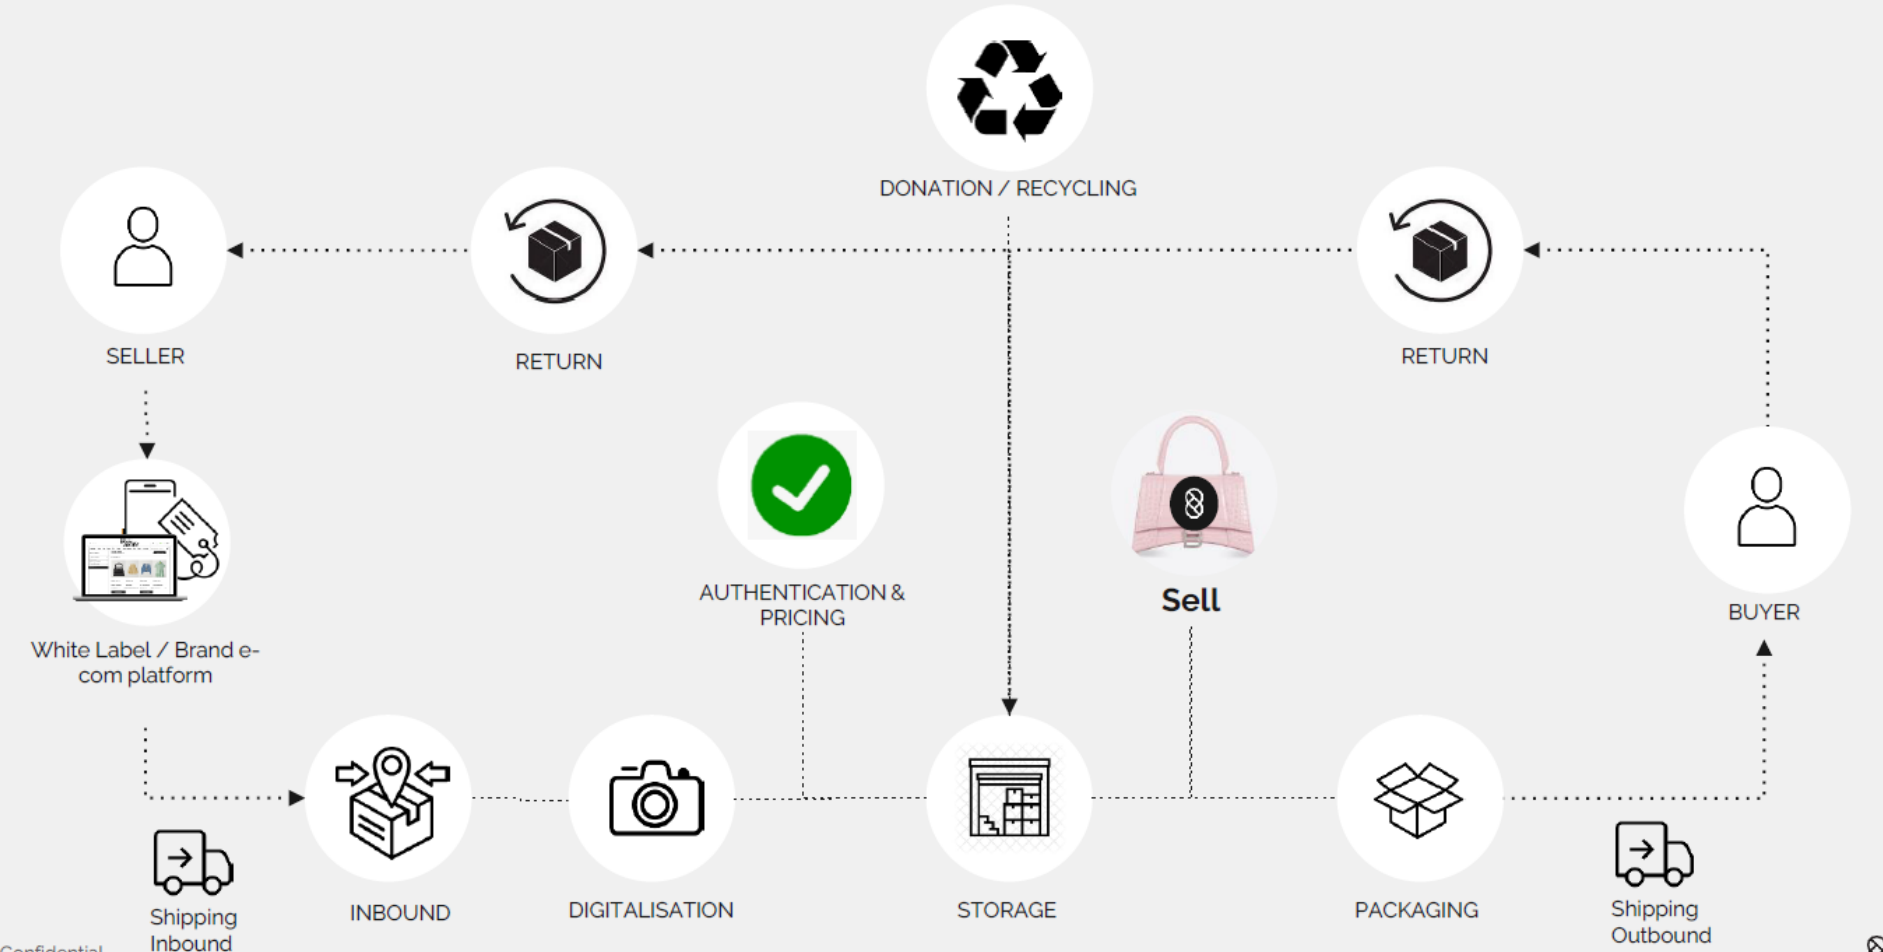 DONATION / RECYCLING
SELLER
RETURN
RETURN
AUTHENTICATION &
PRICING
Sell
BUYER
White Label / Brand e-
com platform
INBOUND
DIGITALISATION
STORAGE
PACKAGING
Shipping
Inbound
Shipping
Outbound
Confidential